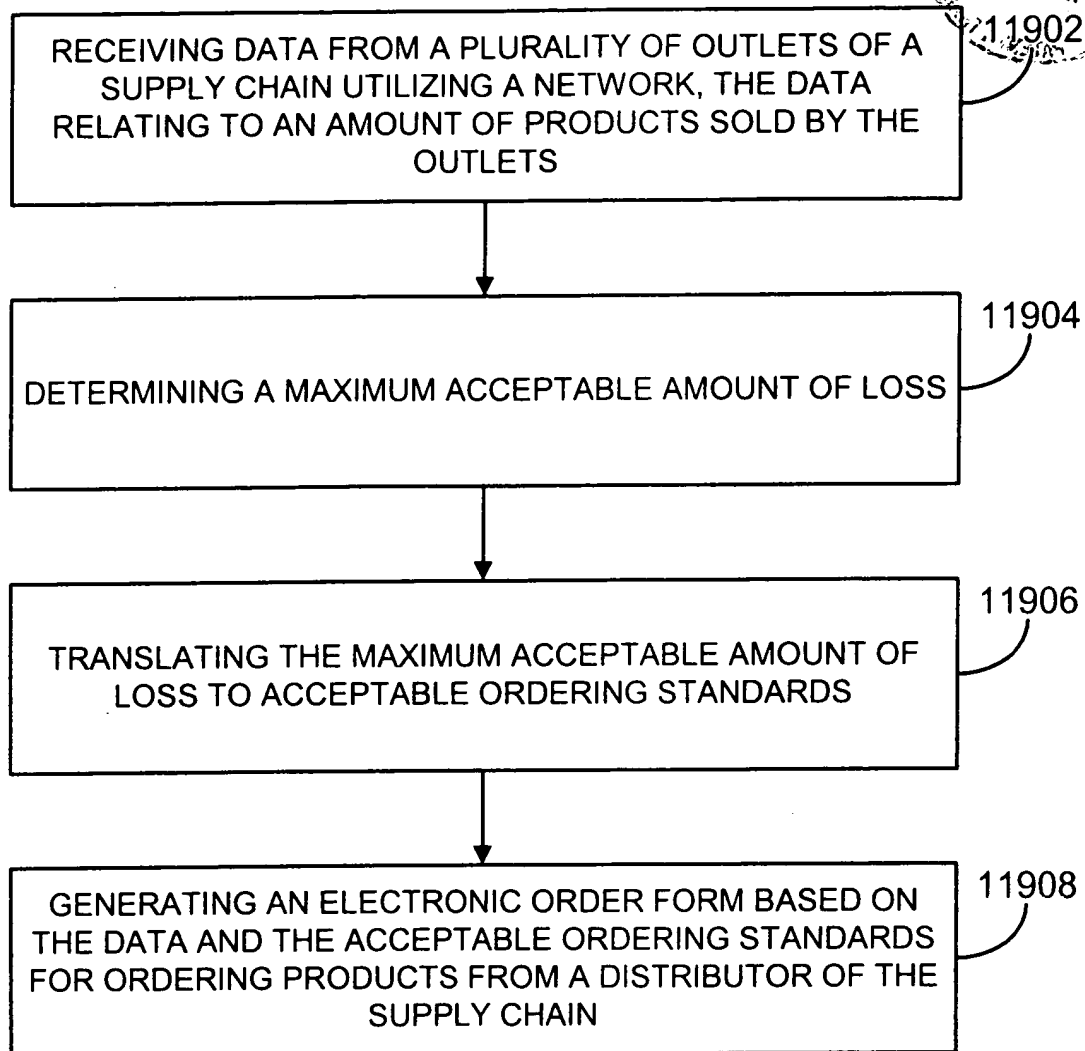 11902
RECEIVING DATA FROM A PLURALITY OF OUTLETS OF A
SUPPLY CHAIN UTILIZING A NETWORK, THE DATA
RELATING TO AN AMOUNT OF PRODUCTS SOLD BY THE
OUTLETS
11904
DETERMINING A MAXIMUM ACCEPTABLE AMOUNT OF LOSS
11906
TRANSLATING THE MAXIMUM ACCEPTABLE AMOUNT OF
LOSS TO ACCEPTABLE ORDERING STANDARDS
11908
GENERATING AN ELECTRONIC ORDER FORM BASED ON
THE DATA AND THE ACCEPTABLE ORDERING STANDARDS
FOR ORDERING PRODUCTS FROM A DISTRIBUTOR OF THE
SUPPLY CHAIN